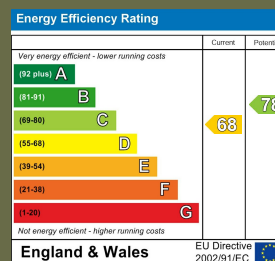 Energy Efficiency Rating
Current
Very energy efficient - lower running costs
(92 plus) A
(81-91) B
(69-80) C
(55-68) D
(39-54) E
(21-38) F
(1-20) G
68
78
Not energy efficient - higher running costs
England & Wales
EU Directive
2002/91/EC